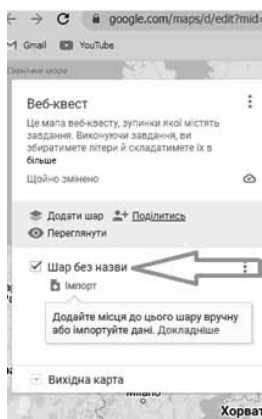 google.com/maps/d/edit?mid=
Gmail YouTube
Веб-квест
Це мапа веб-квесту, зупинки якої містять
завдання. Виконуючи завдання, ви
збиратимете літери й складатимете їх в
більше
Щойно змінено
Додати шар Поділитись
Переглянути
Шар без назви
Імпорт
Додайте місця до цього шару вручну
або імпортуйте дані. Докладніше
Вихідна карта
Milano
Хорват